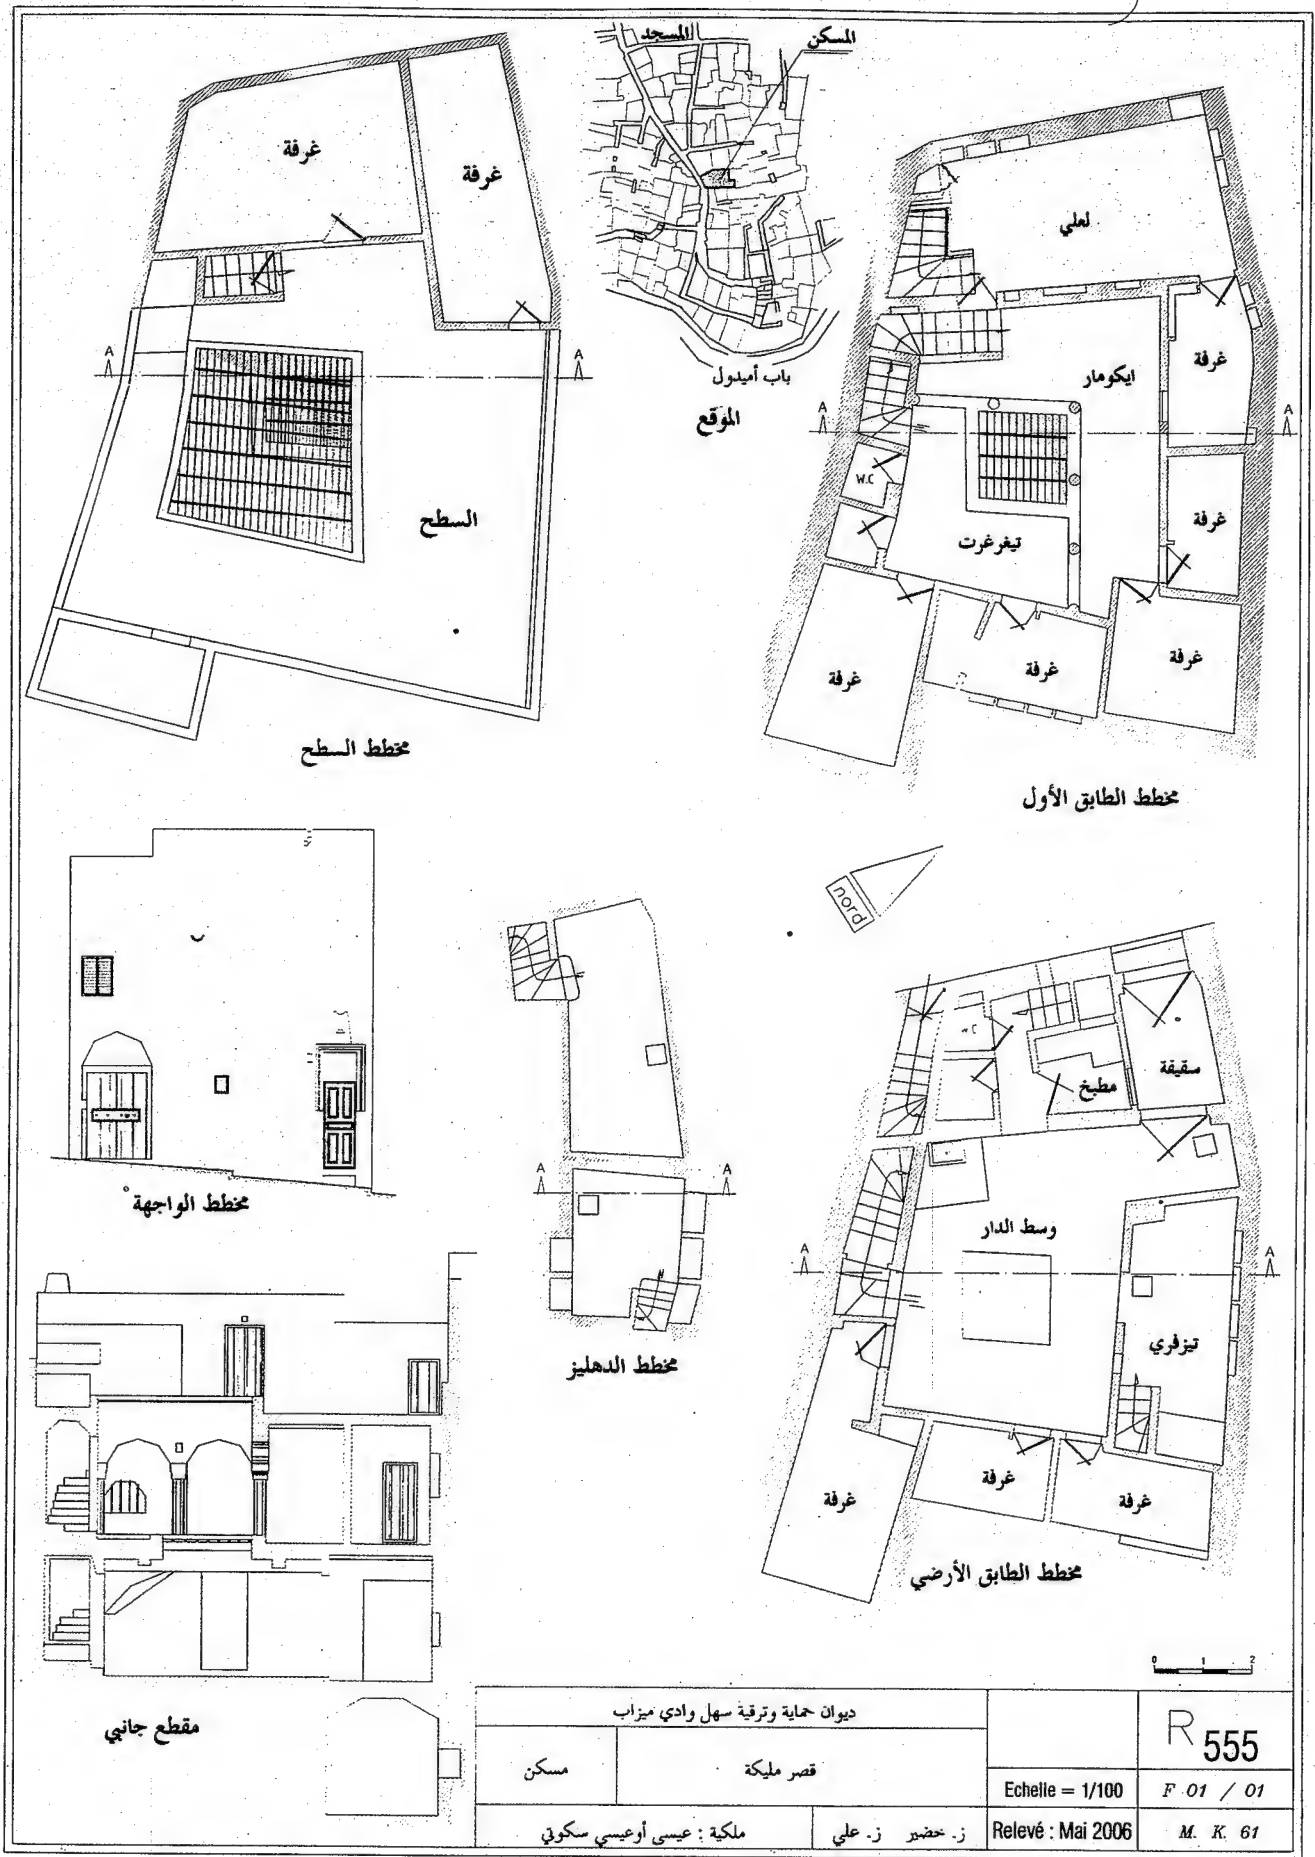 المسجد
المسكن
غرفة
غرفة
A
A
السطح
مخطط السطح
باب أميدول
الموقع
لعلي
غرفة
ايكومار
A
A
W.C
غرفة
تيغرغرت
غرفة
غرفة
غرفة
مخطط الطابق الأول
nord
مخطط الواجهة
A
A
مخطط الدهليز
w.c
سقيفة
مطبخ
وسط الدار
A
A
تيزفري
غرفة
غرفة
غرفة
مخطط الطابق الأرضي
مقطع جانبي
0 1 2
ديوان حماية وترقية سهل وادي ميزاب
R 555
مسكن
قصر مليكة
Echelle = 1/100
F 01 / 01
ملكية : عيسى أوعيسي سكوتي
ز. خضير ز. علي
Relevé : Mai 2006
M. K. 61